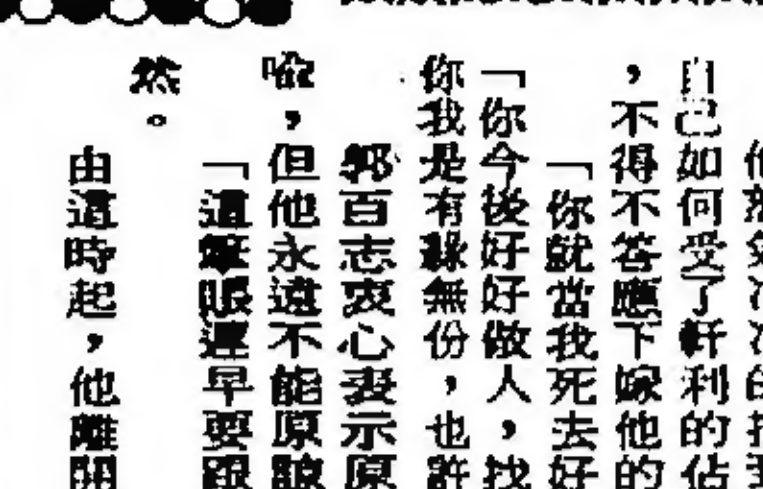 自己如何受了軒利的佔
，不得不答應下嫁他的
「你就當我死去好
「你今後好好做人，找
你我是有緣無份，也許
郭百志衷心表示原
喻，但他永遠不能原諒
「這筆賬遲早要跟
然。
由這時起，他離開